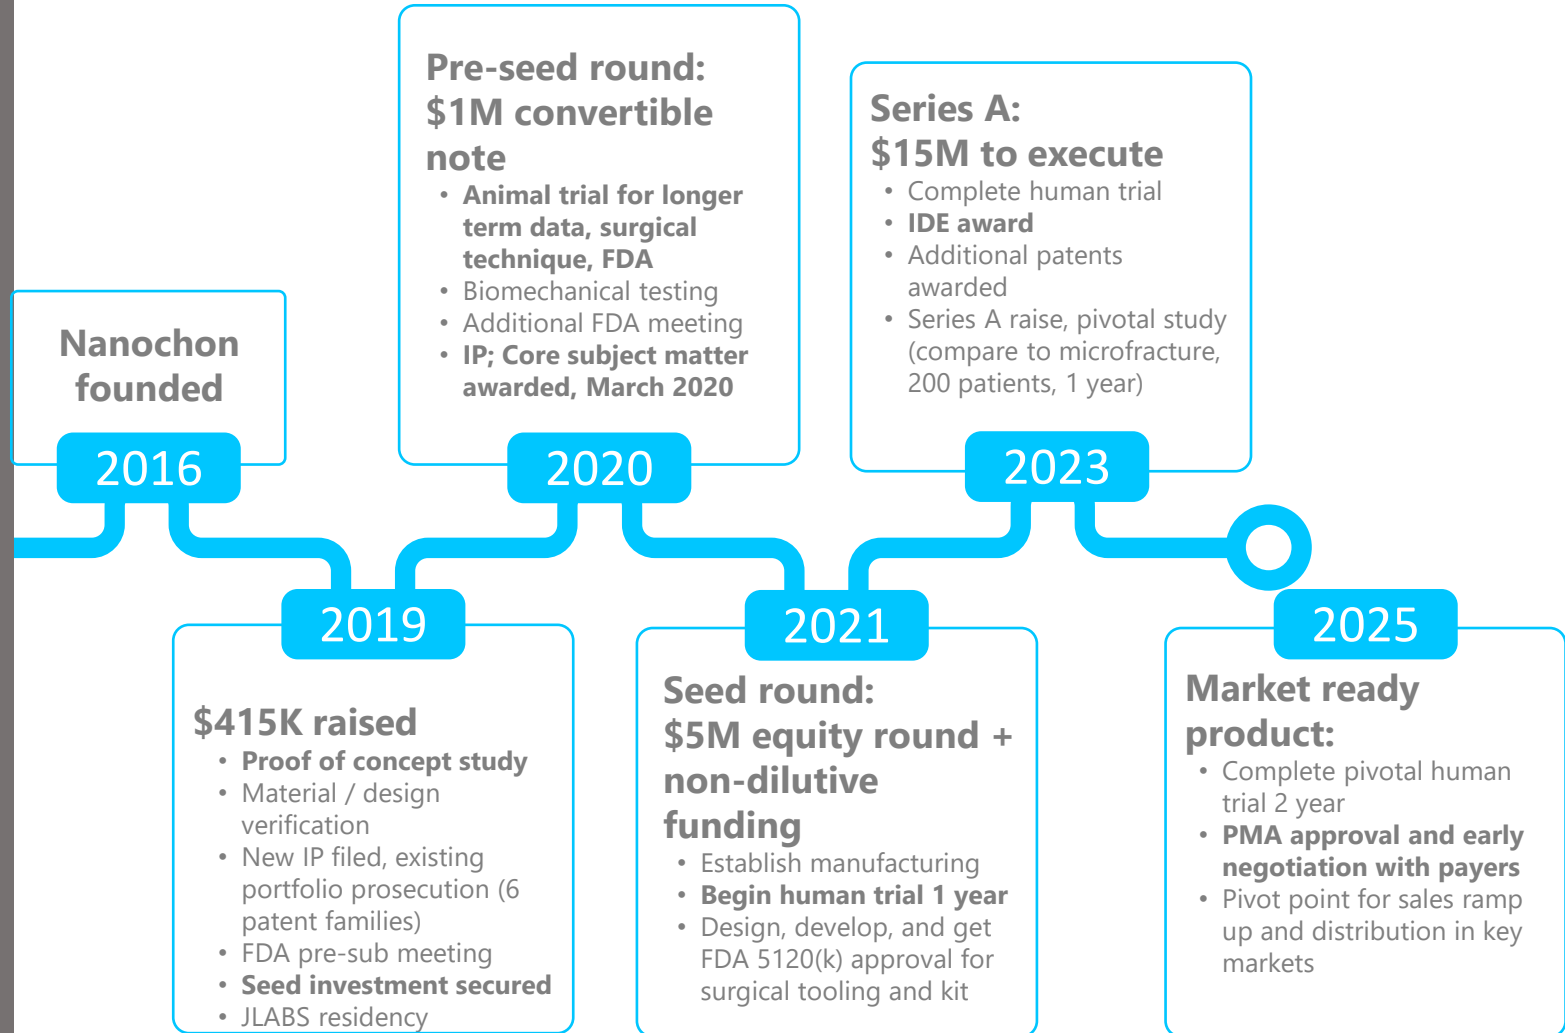 Nanochon
founded
2016
2019
$415K raised
• Proof of concept study
• Material / design
verification
• New IP filed, existing
portfolio prosecution (6
patent families)
• FDA pre-sub meeting
• Seed investment secured
• JLABS residency
Pre-seed round:
$1M convertible
note
• Animal trial for longer
term data, surgical
technique, FDA
• Biomechanical testing
• Additional FDA meeting
• IP; Core subject matter
awarded, March 2020
2020
2021
Seed round:
$5M equity round +
non-dilutive
funding
• Establish manufacturing
• Begin human trial 1 year
• Design, develop, and get
FDA 5120(k) approval for
surgical tooling and kit
Series A:
$15M to execute
• Complete human trial
• IDE award
• Additional patents
awarded
• Series A raise, pivotal study
(compare to microfracture,
200 patients, 1 year)
2023
2025
Market ready
product:
• Complete pivotal human
trial 2 year
• PMA approval and early
negotiation with payers
• Pivot point for sales ramp
up and distribution in key
markets